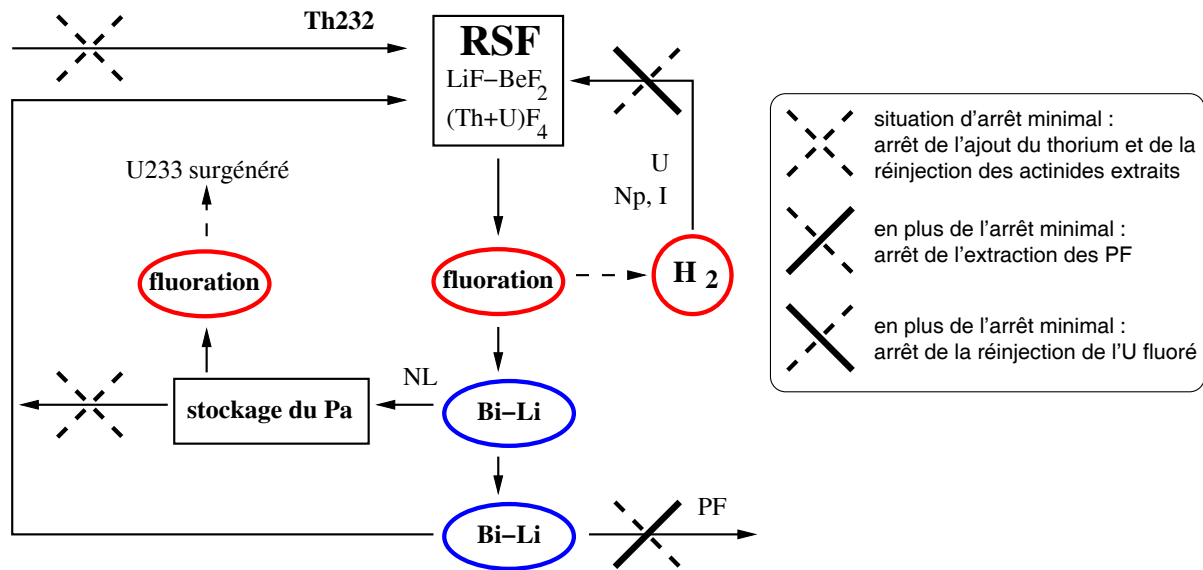 Th232
RSF
LiF−BeF2
(Th+U)F4
U233 surgénéré
U
Np, I
fluoration
fluoration
H 2
NL
stockage du Pa
Bi−Li
Bi−Li
PF
situation d'arrêt minimal :
arrêt de l'ajout du thorium et de la
réinjection des actinides extraits
en plus de l'arrêt minimal :
arrêt de l'extraction des PF
en plus de l'arrêt minimal :
arrêt de la réinjection de l'U fluoré